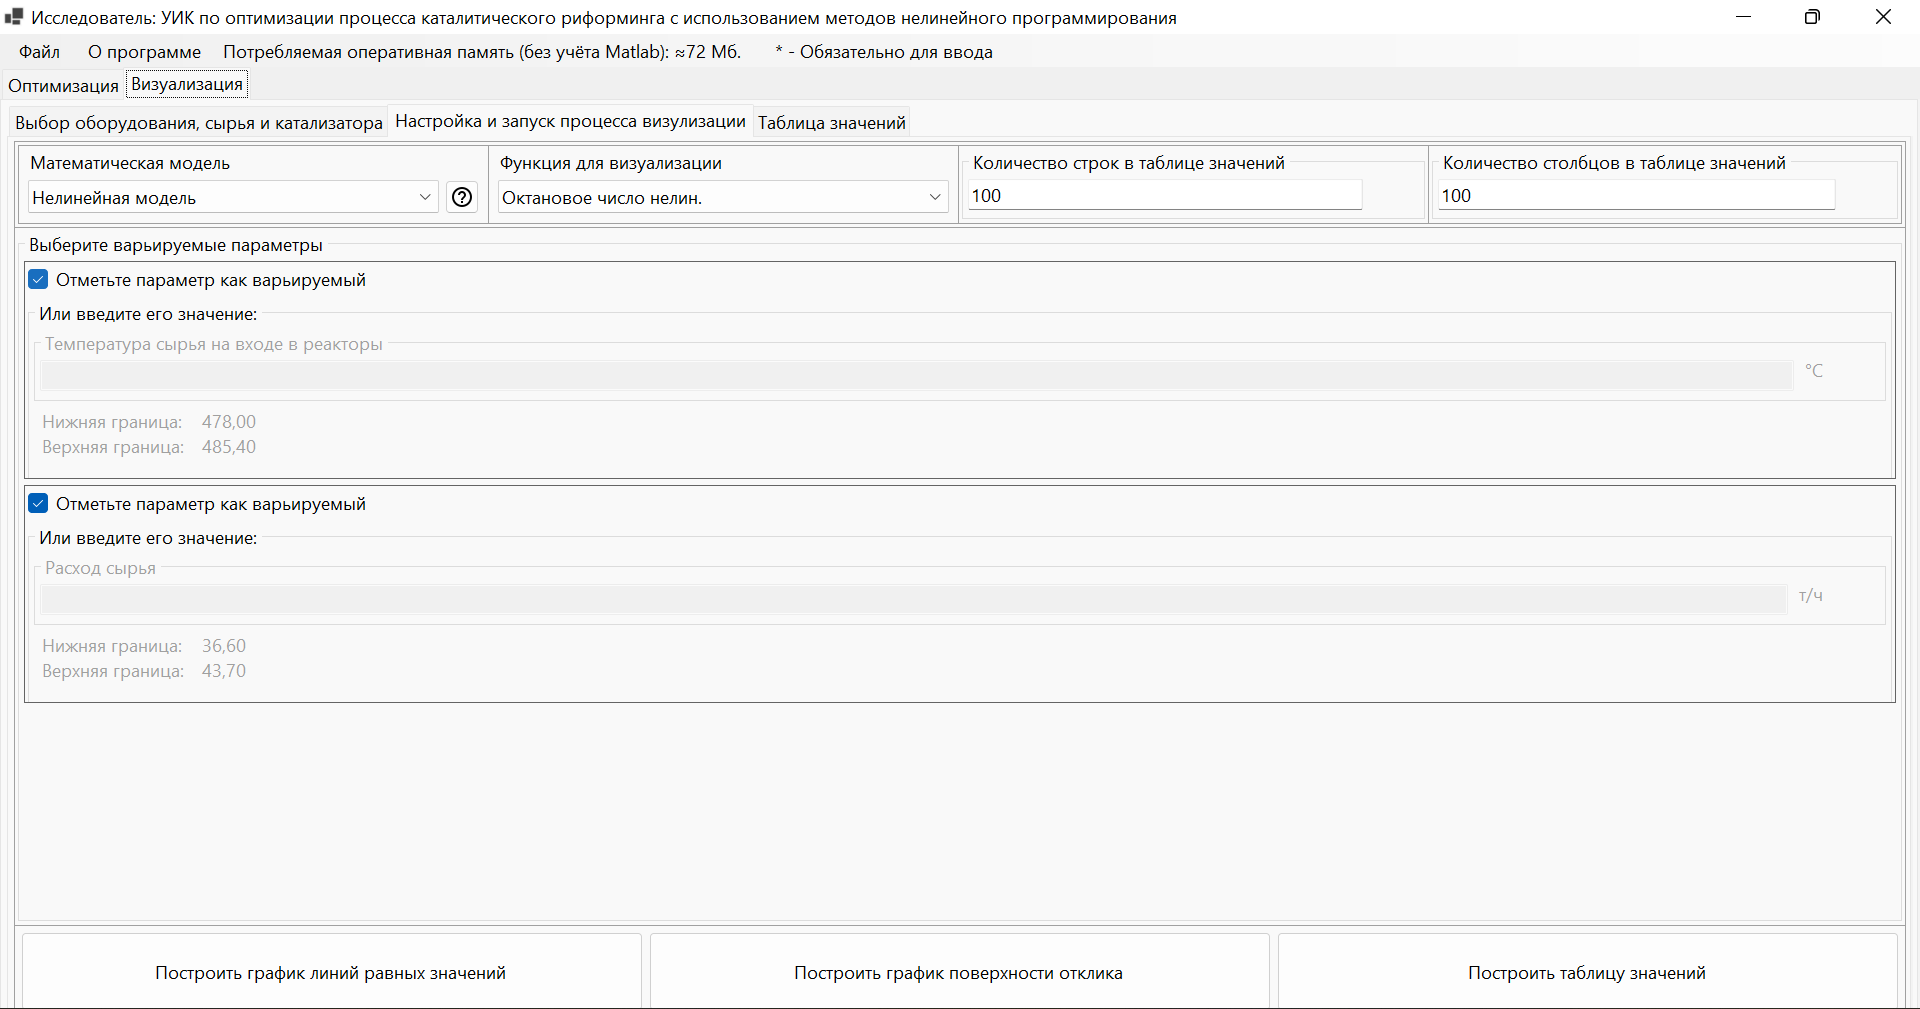 Исследователь: УИК по оптимизации процесса каталитического риформинга с использованием методов нелинейного программирования
Файл О программе Потребляемая оперативная память (без учёта Matlab): ≈72 Мб. * - Обязательно для ввода
Оптимизация Визуализация
Выбор оборудования, сырья и катализатора Настройка и запуск процесса визулизации Таблица значений
Математическая модель Функция для визуализации Количество строк в таблице значений Количество столбцов в таблице значений
Нелинейная модель Октановое число нелин. 100 100
Выберите варьируемые параметры
Отметьте параметр как варьируемый
Или введите его значение:
Температура сырья на входе в реакторы
°C
Нижняя граница: 478,00
Верхняя граница: 485,40
Отметьте параметр как варьируемый
Или введите его значение:
Расход сырья
т/ч
Нижняя граница: 36,60
Верхняя граница: 43,70
Построить график линий равных значений Построить график поверхности отклика Построить таблицу значений